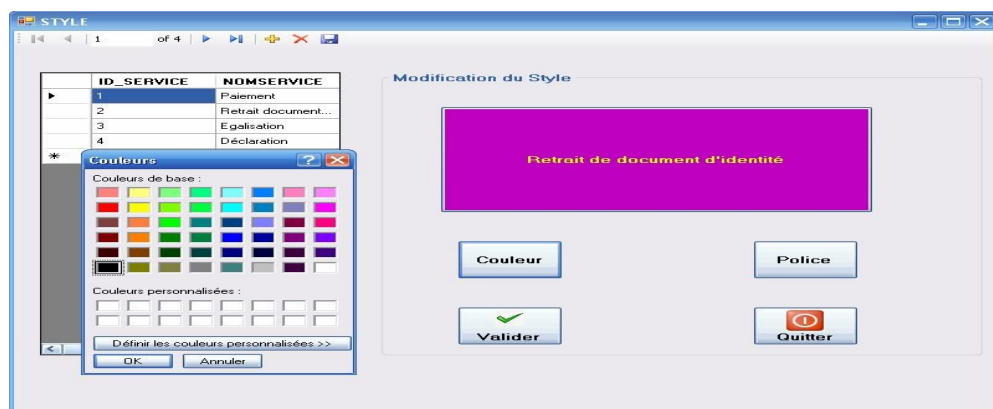 STYLE
1 of 4
ID_SERVICE NOMSERVICE
1 Paiement
2 Retrait document...
3 Egalisation
4 Déclaration
Couleurs
Couleurs de base :
Couleurs personnalisées :
Définir les couleurs personnalisées >>
OK Annuler
Modification du Style
Retrait de document d'identité
Couleur Police
Valider Quitter